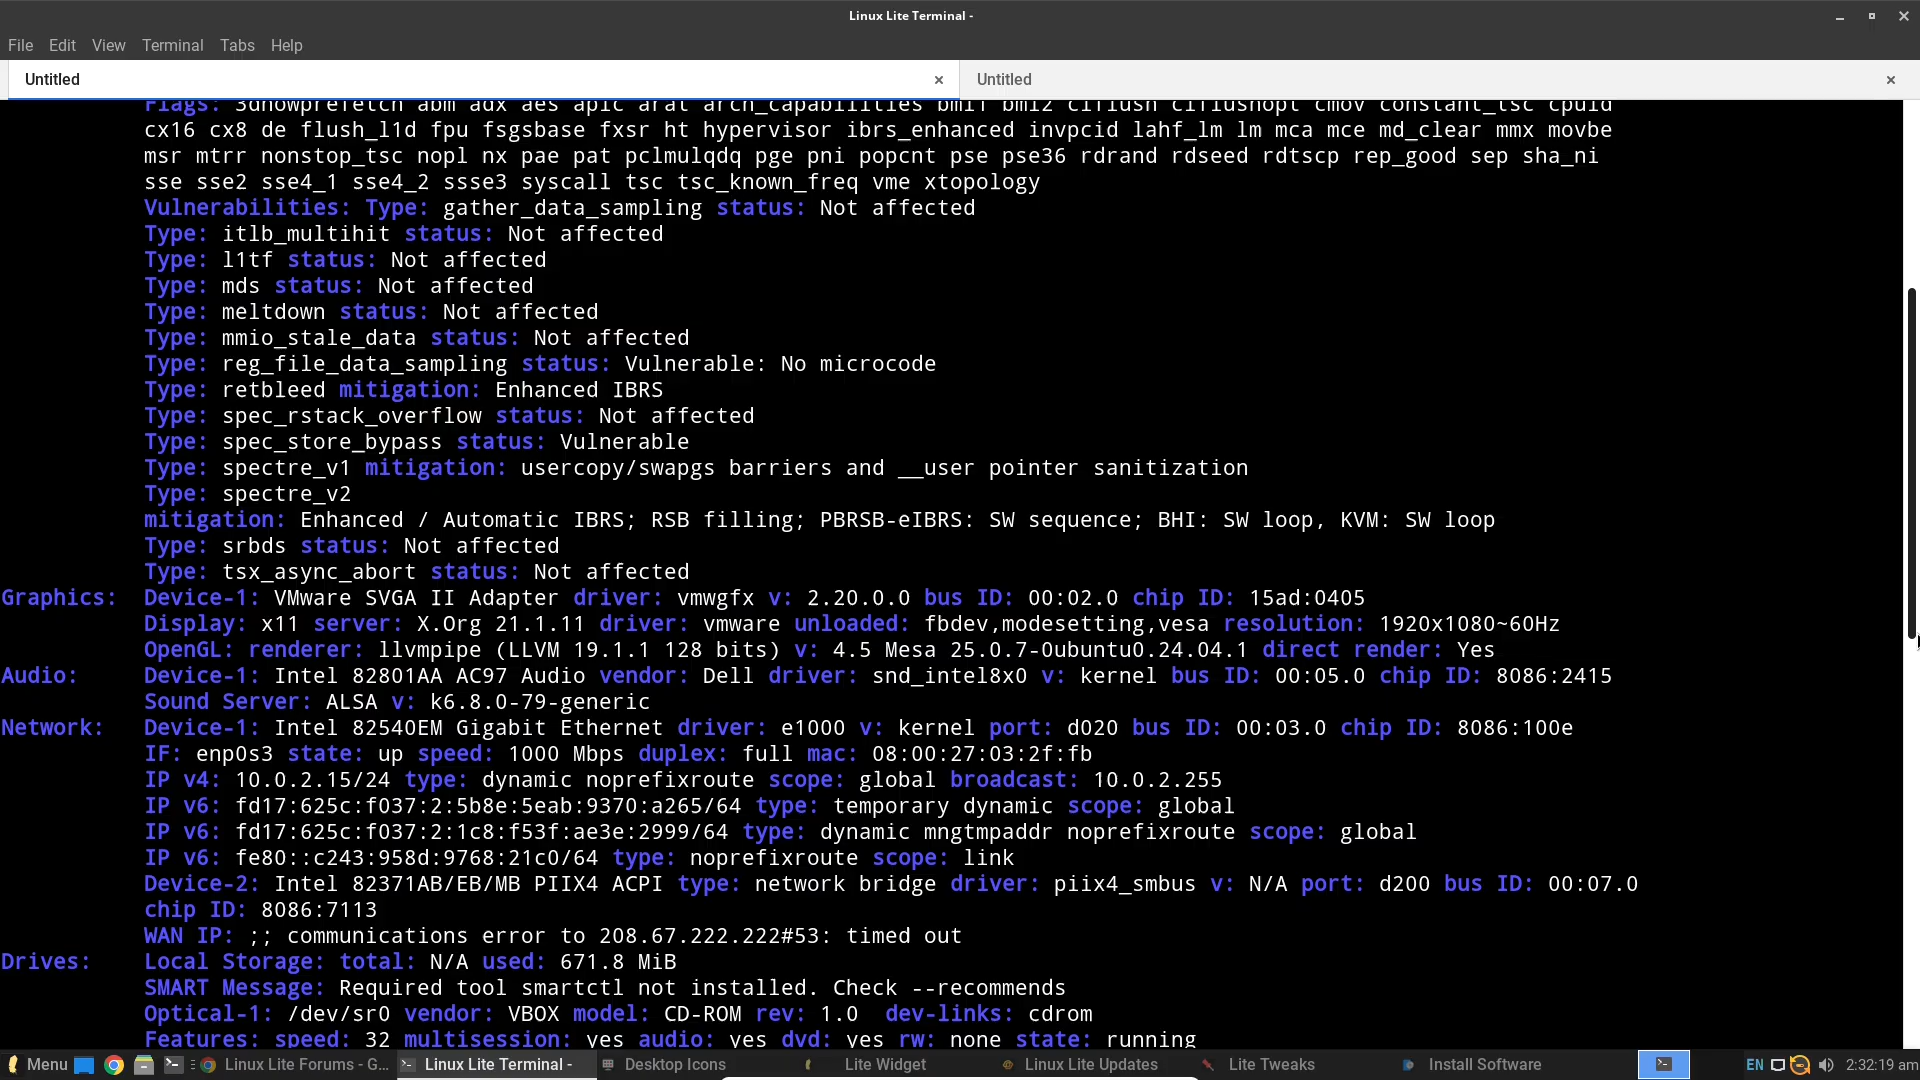 Linux Lite Terminal -
File Edit View Terminal Tabs Help
Untitled × Untitled ×
Flags: 3dnowprefetch abm adx aes apic arat arch_capabilities bmi1 bmi2 clflush clflushopt cmov constant_tsc cpuid
cx16 cx8 de flush_l1d fpu fsgsbase fxsr ht hypervisor ibrs_enhanced invpcid lahf_lm lm mca mce md_clear mmx movbe
msr mtrr nonstop_tsc nopl nx pae pat pclmulqdq pge pni popcnt pse pse36 rdrand rdseed rdtscp rep_good sep sha_ni
sse sse2 sse4_1 sse4_2 ssse3 syscall tsc tsc_known_freq vme xtopology
Vulnerabilities: Type: gather_data_sampling status: Not affected
Type: itlb_multihit status: Not affected
Type: l1tf status: Not affected
Type: mds status: Not affected
Type: meltdown status: Not affected
Type: mmio_stale_data status: Not affected
Type: reg_file_data_sampling status: Vulnerable: No microcode
Type: retbleed mitigation: Enhanced IBRS
Type: spec_rstack_overflow status: Not affected
Type: spec_store_bypass status: Vulnerable
Type: spectre_v1 mitigation: usercopy/swapgs barriers and __user pointer sanitization
Type: spectre_v2
mitigation: Enhanced / Automatic IBRS; RSB filling; PBRSB-eIBRS: SW sequence; BHI: SW loop, KVM: SW loop
Type: srbds status: Not affected
Type: tsx_async_abort status: Not affected
Graphics: Device-1: VMware SVGA II Adapter driver: vmwgfx v: 2.20.0.0 bus ID: 00:02.0 chip ID: 15ad:0405
Display: x11 server: X.Org 21.1.11 driver: vmware unloaded: fbdev,modesetting,vesa resolution: 1920x1080~60Hz
OpenGL: renderer: llvmpipe (LLVM 19.1.1 128 bits) v: 4.5 Mesa 25.0.7-0ubuntu0.24.04.1 direct render: Yes
Audio: Device-1: Intel 82801AA AC97 Audio vendor: Dell driver: snd_intel8x0 v: kernel bus ID: 00:05.0 chip ID: 8086:2415
Sound Server: ALSA v: k6.8.0-79-generic
Network: Device-1: Intel 82540EM Gigabit Ethernet driver: e1000 v: kernel port: d020 bus ID: 00:03.0 chip ID: 8086:100e
IF: enp0s3 state: up speed: 1000 Mbps duplex: full mac: 08:00:27:03:2f:fb
IP v4: 10.0.2.15/24 type: dynamic noprefixroute scope: global broadcast: 10.0.2.255
IP v6: fd17:625c:f037:2:5b8e:5eab:9370:a265/64 type: temporary dynamic scope: global
IP v6: fd17:625c:f037:2:1c8:f53f:ae3e:2999/64 type: dynamic mngtmpaddr noprefixroute scope: global
IP v6: fe80::c243:958d:9768:21c0/64 type: noprefixroute scope: link
Device-2: Intel 82371AB/EB/MB PIIX4 ACPI type: network bridge driver: piix4_smbus v: N/A port: d200 bus ID: 00:07.0
chip ID: 8086:7113
WAN IP: ;; communications error to 208.67.222.222#53: timed out
Drives: Local Storage: total: N/A used: 671.8 MiB
SMART Message: Required tool smartctl not installed. Check --recommends
Optical-1: /dev/sr0 vendor: VBOX model: CD-ROM rev: 1.0 dev-links: cdrom
Features: speed: 32 multisession: yes audio: yes dvd: yes rw: none state: running
Menu Linux Lite Forums - G... Linux Lite Terminal - Desktop Icons Lite Widget Linux Lite Updates Lite Tweaks Install Software EN 2:32:19 am